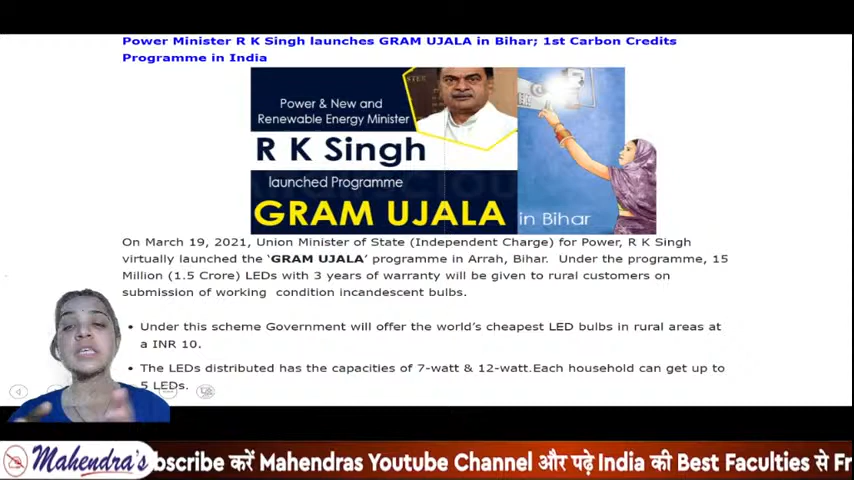 Power Minister R K Singh launches GRAM UJALA in Bihar; 1st Carbon Credits
Programme in India
Power & New and
Renewable Energy Minister
R K Singh
launched Programme
GRAM UJALA in Bihar
On March 19, 2021, Union Minister of State (Independent Charge) for Power, R K Singh
virtually launched the ‘GRAM UJALA’ programme in Arrah, Bihar. Under the programme, 15
Million (1.5 Crore) LEDs with 3 years of warranty will be given to rural customers on
submission of working condition incandescent bulbs.
• Under this scheme Government will offer the world’s cheapest LED bulbs in rural areas at
a INR 10.
• The LEDs distributed has the capacities of 7-watt & 12-watt.Each household can get up to
5 LEDs.
Mahendra's bscribe करें Mahendras Youtube Channel और पढ़े India की Best Faculties से Fr